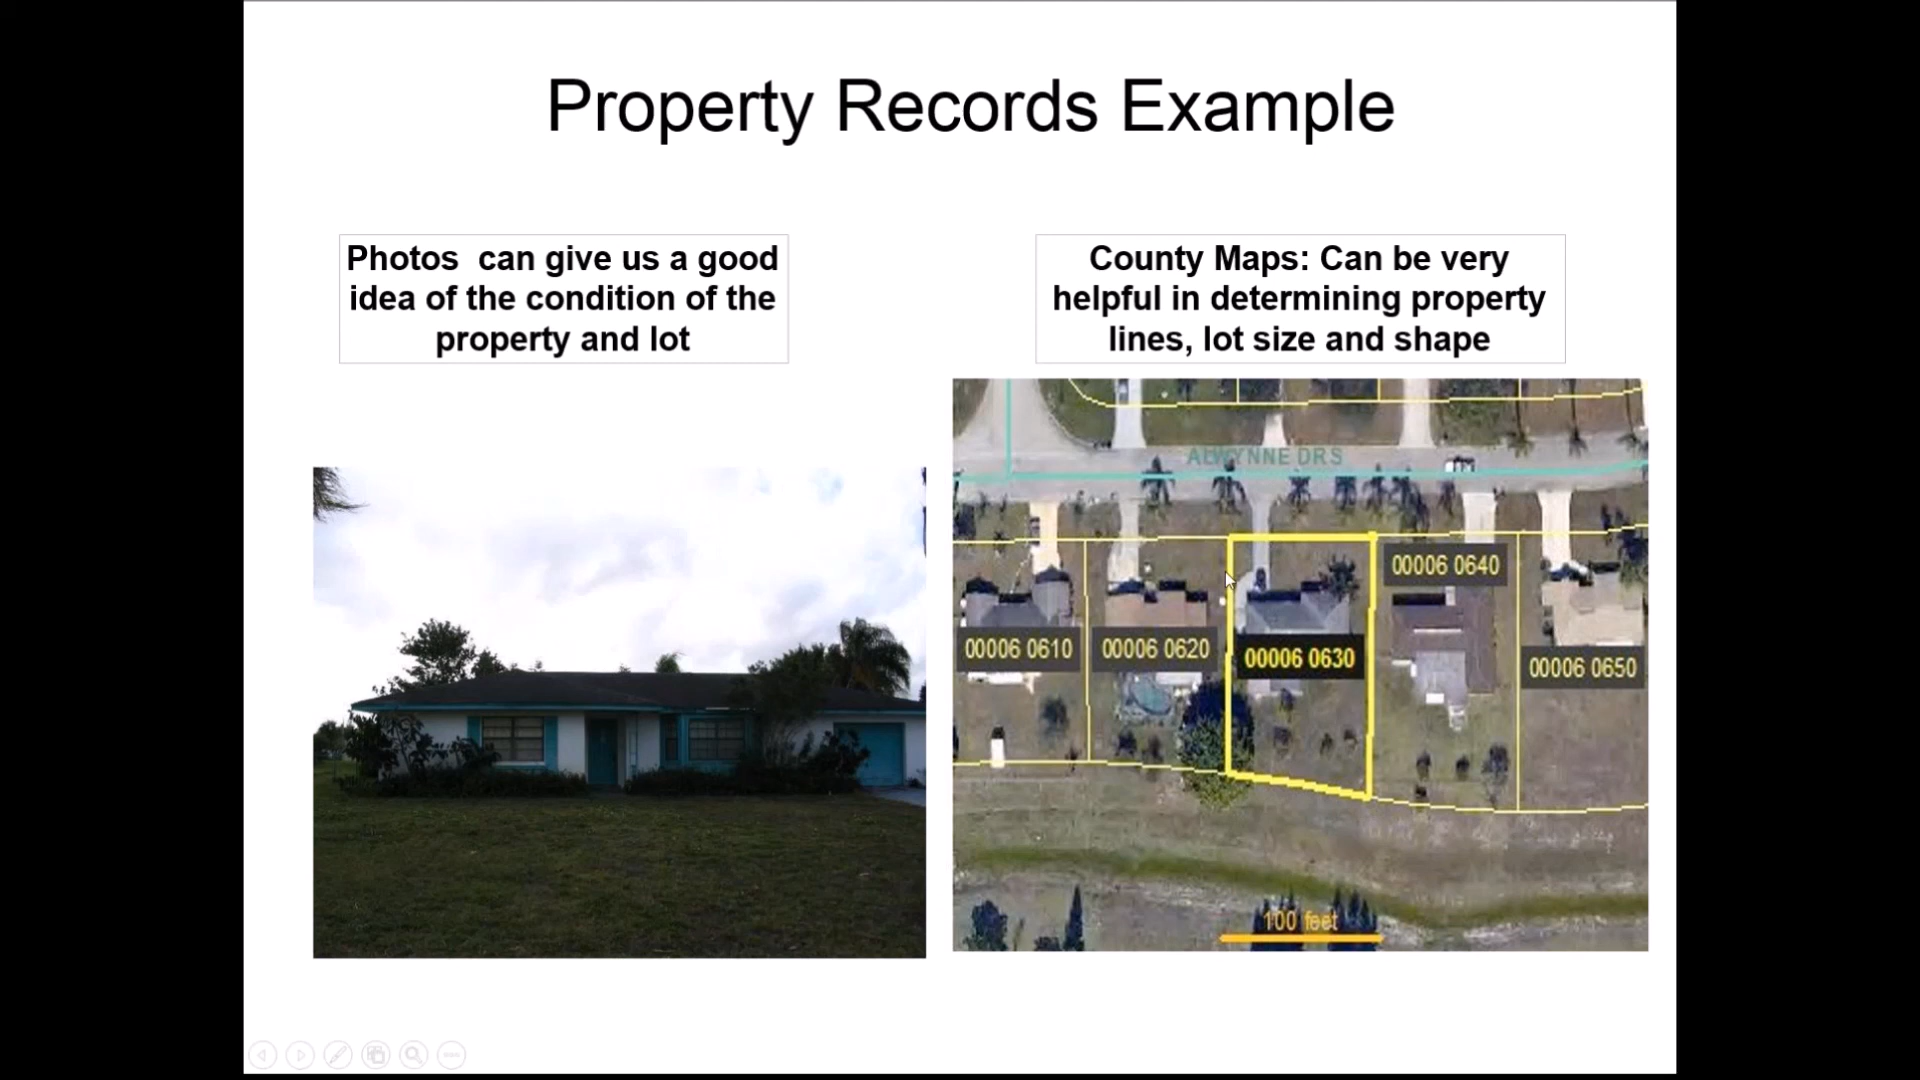 Property Records Example
Photos  can give us a good
idea of the condition of the
property and lot
County Maps: Can be very
helpful in determining property
lines, lot size and shape
ALWYNNE DR S
00006 0640
00006 0610
00006 0620
00006 0630
00006 0650
100 feet